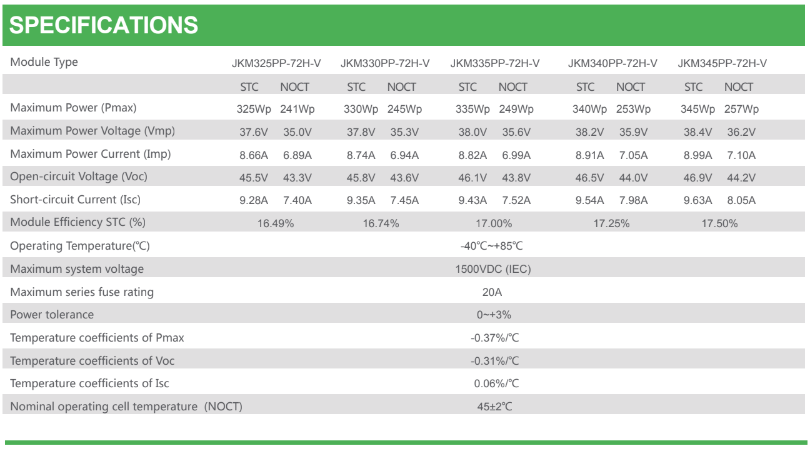 SPECIFICATIONS
Module Type JKM325PP-72H-V JKM330PP-72H-V JKM335PP-72H-V JKM340PP-72H-V JKM345PP-72H-V
STC NOCT STC NOCT STC NOCT STC NOCT STC NOCT
Maximum Power (Pmax) 325Wp 241Wp 330Wp 245Wp 335Wp 249Wp 340Wp 253Wp 345Wp 257Wp
Maximum Power Voltage (Vmp) 37.6V 35.0V 37.8V 35.3V 38.0V 35.6V 38.2V 35.9V 38.4V 36.2V
Maximum Power Current (Imp) 8.66A 6.89A 8.74A 6.94A 8.82A 6.99A 8.91A 7.05A 8.99A 7.10A
Open-circuit Voltage (Voc) 45.5V 43.3V 45.8V 43.6V 46.1V 43.8V 46.5V 44.0V 46.9V 44.2V
Short-circuit Current (Isc) 9.28A 7.40A 9.35A 7.45A 9.43A 7.52A 9.54A 7.98A 9.63A 8.05A
Module Efficiency STC (%) 16.49% 16.74% 17.00% 17.25% 17.50%
Operating Temperature(℃) -40℃~+85℃
Maximum system voltage 1500VDC (IEC)
Maximum series fuse rating 20A
Power tolerance 0~+3%
Temperature coefficients of Pmax -0.37%/℃
Temperature coefficients of Voc -0.31%/℃
Temperature coefficients of Isc 0.06%/℃
Nominal operating cell temperature (NOCT) 45±2℃